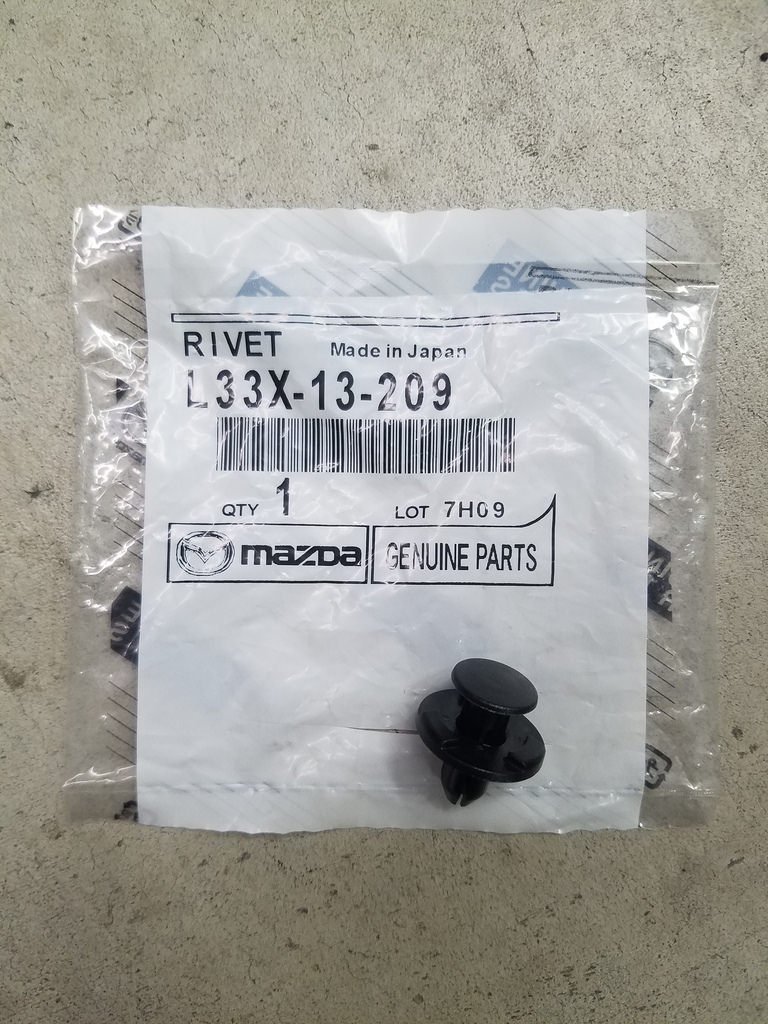 RIVET Made in Japan
L33X-13-209
QTY 1 LOT 7H09
mazda GENUINE PARTS